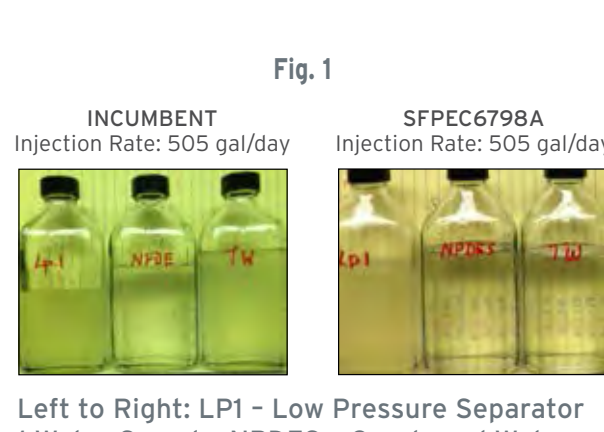 Fig. 1
INCUMBENT
Injection Rate: 505 gal/day
SFPEC6798A
Injection Rate: 505 gal/day
LP1
NPDE
TW
LP1
NPDES
TW
Left to Right: LP1 – Low Pressure Separator